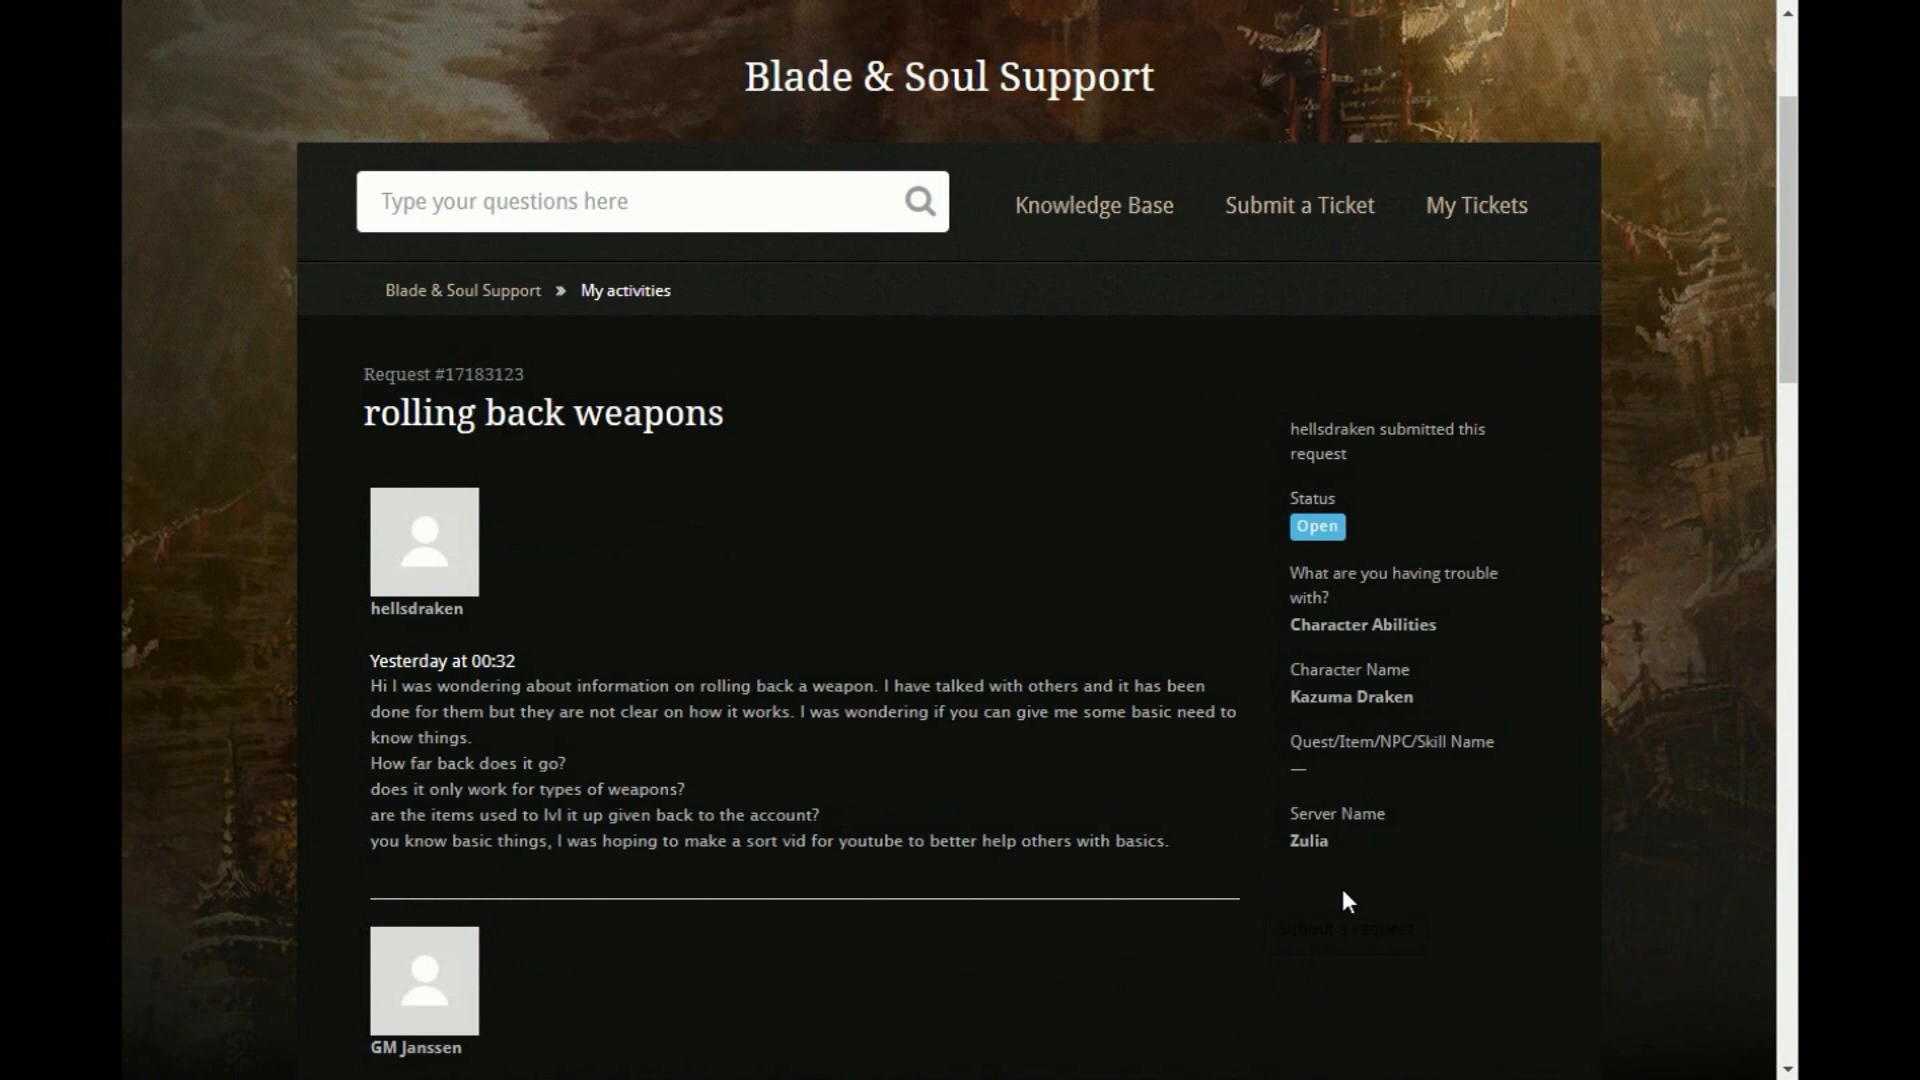 Blade & Soul Support
Type your questions here
Knowledge Base
Submit a Ticket
My Tickets
Blade & Soul Support » My activities
Request #17183123
rolling back weapons
hellsdraken
Yesterday at 00:32
Hi I was wondering about information on rolling back a weapon. I have talked with others and it has been
done for them but they are not clear on how it works. I was wondering if you can give me some basic need to
know things.
How far back does it go?
does it only work for types of weapons?
are the items used to lvl it up given back to the account?
you know basic things, I was hoping to make a sort vid for youtube to better help others with basics.
GM Janssen
hellsdraken submitted this
request
Status
Open
What are you having trouble
with?
Character Abilities
Character Name
Kazuma Draken
Quest/Item/NPC/Skill Name
—
Server Name
Zulia
Submit a request